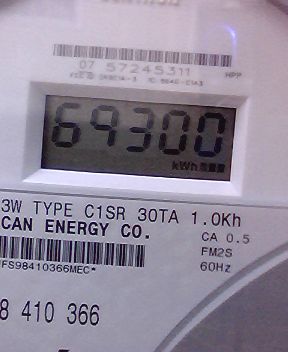 07 57245311
HPP
69300
kWh
3W TYPE C1SR 30TA 1.0Kh
CAN ENERGY CO.
CA 0.5
FM2S
60Hz
FS98410366MEC*
8 410 366